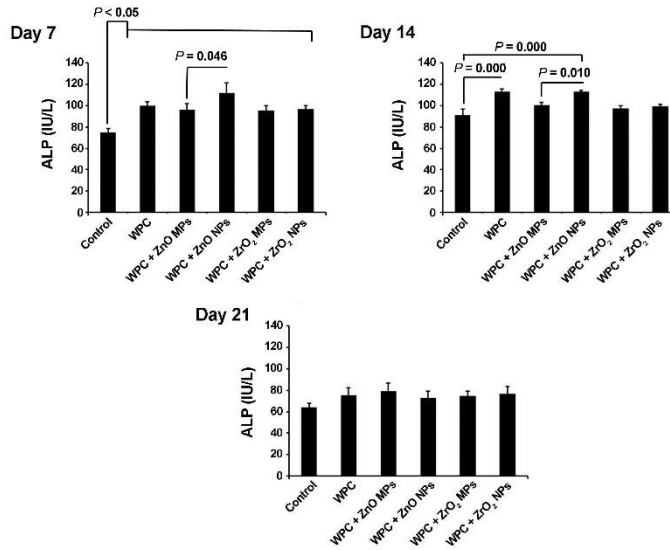 Day 7
P < 0.05
P = 0.046
140
120
100
80
60
40
20
0
ALP (IU/L)
Control
WPC
WPC + ZnO MPs
WPC + ZnO NPs
WPC + ZrO₂ MPs
WPC + ZrO₂ NPs
Day 14
P = 0.000
P = 0.000
P = 0.010
140
120
100
80
60
40
20
0
ALP (IU/L)
Control
WPC
WPC + ZnO MPs
WPC + ZnO NPs
WPC + ZrO₂ MPs
WPC + ZrO₂ NPs
Day 21
140
120
100
80
60
40
20
0
ALP (IU/L)
Control
WPC
WPC + ZnO MPs
WPC + ZnO NPs
WPC + ZrO₂ MPs
WPC + ZrO₂ NPs